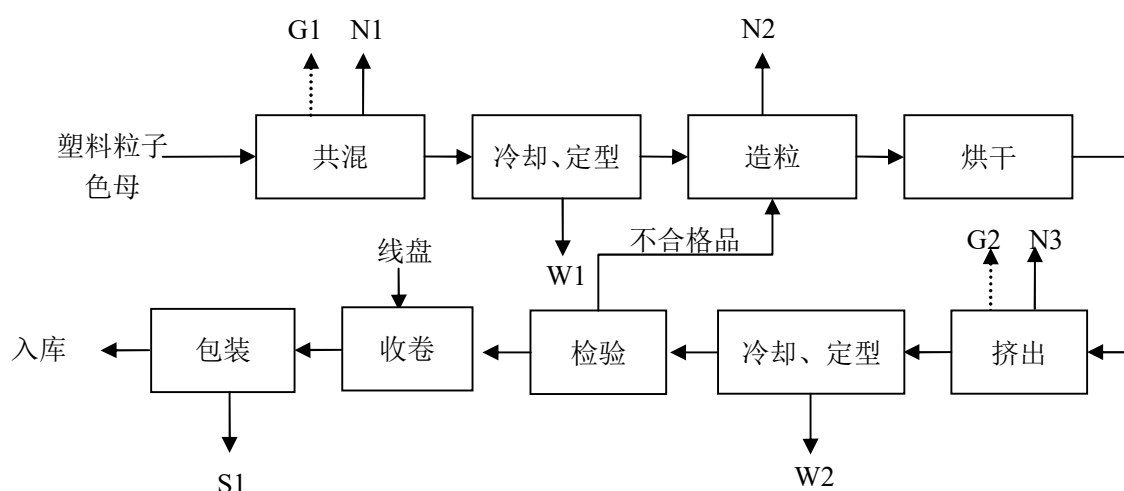 G1
N1
N2
塑料粒子
色母
共混
冷却、定型
造粒
烘干
W1
不合格品
线盘
G2
N3
入库
包装
收卷
检验
冷却、定型
挤出
S1
W2